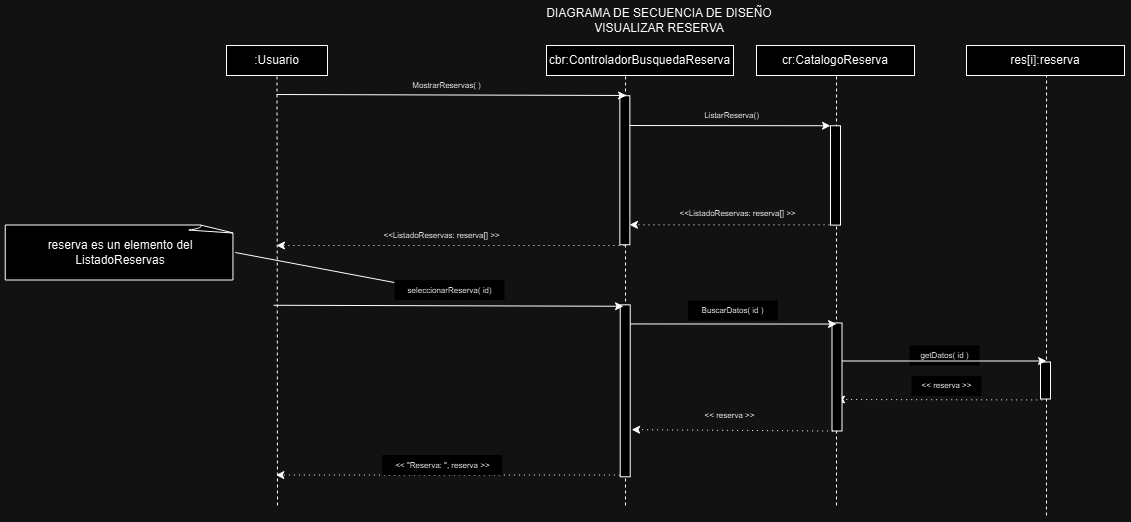 DIAGRAMA DE SECUENCIA DE DISEÑO
VISUALIZAR RESERVA
:Usuario
cbr:ControladorBusquedaReserva
cr:CatalogoReserva
res[i]:reserva
MostrarReservas( )
ListarReserva()
<<ListadoReservas: reserva[] >>
<<ListadoReservas: reserva[] >>
reserva es un elemento del
ListadoReservas
seleccionarReserva( id)
BuscarDatos( id )
getDatos( id )
<< reserva >>
<< reserva >>
<< "Reserva: ", reserva >>